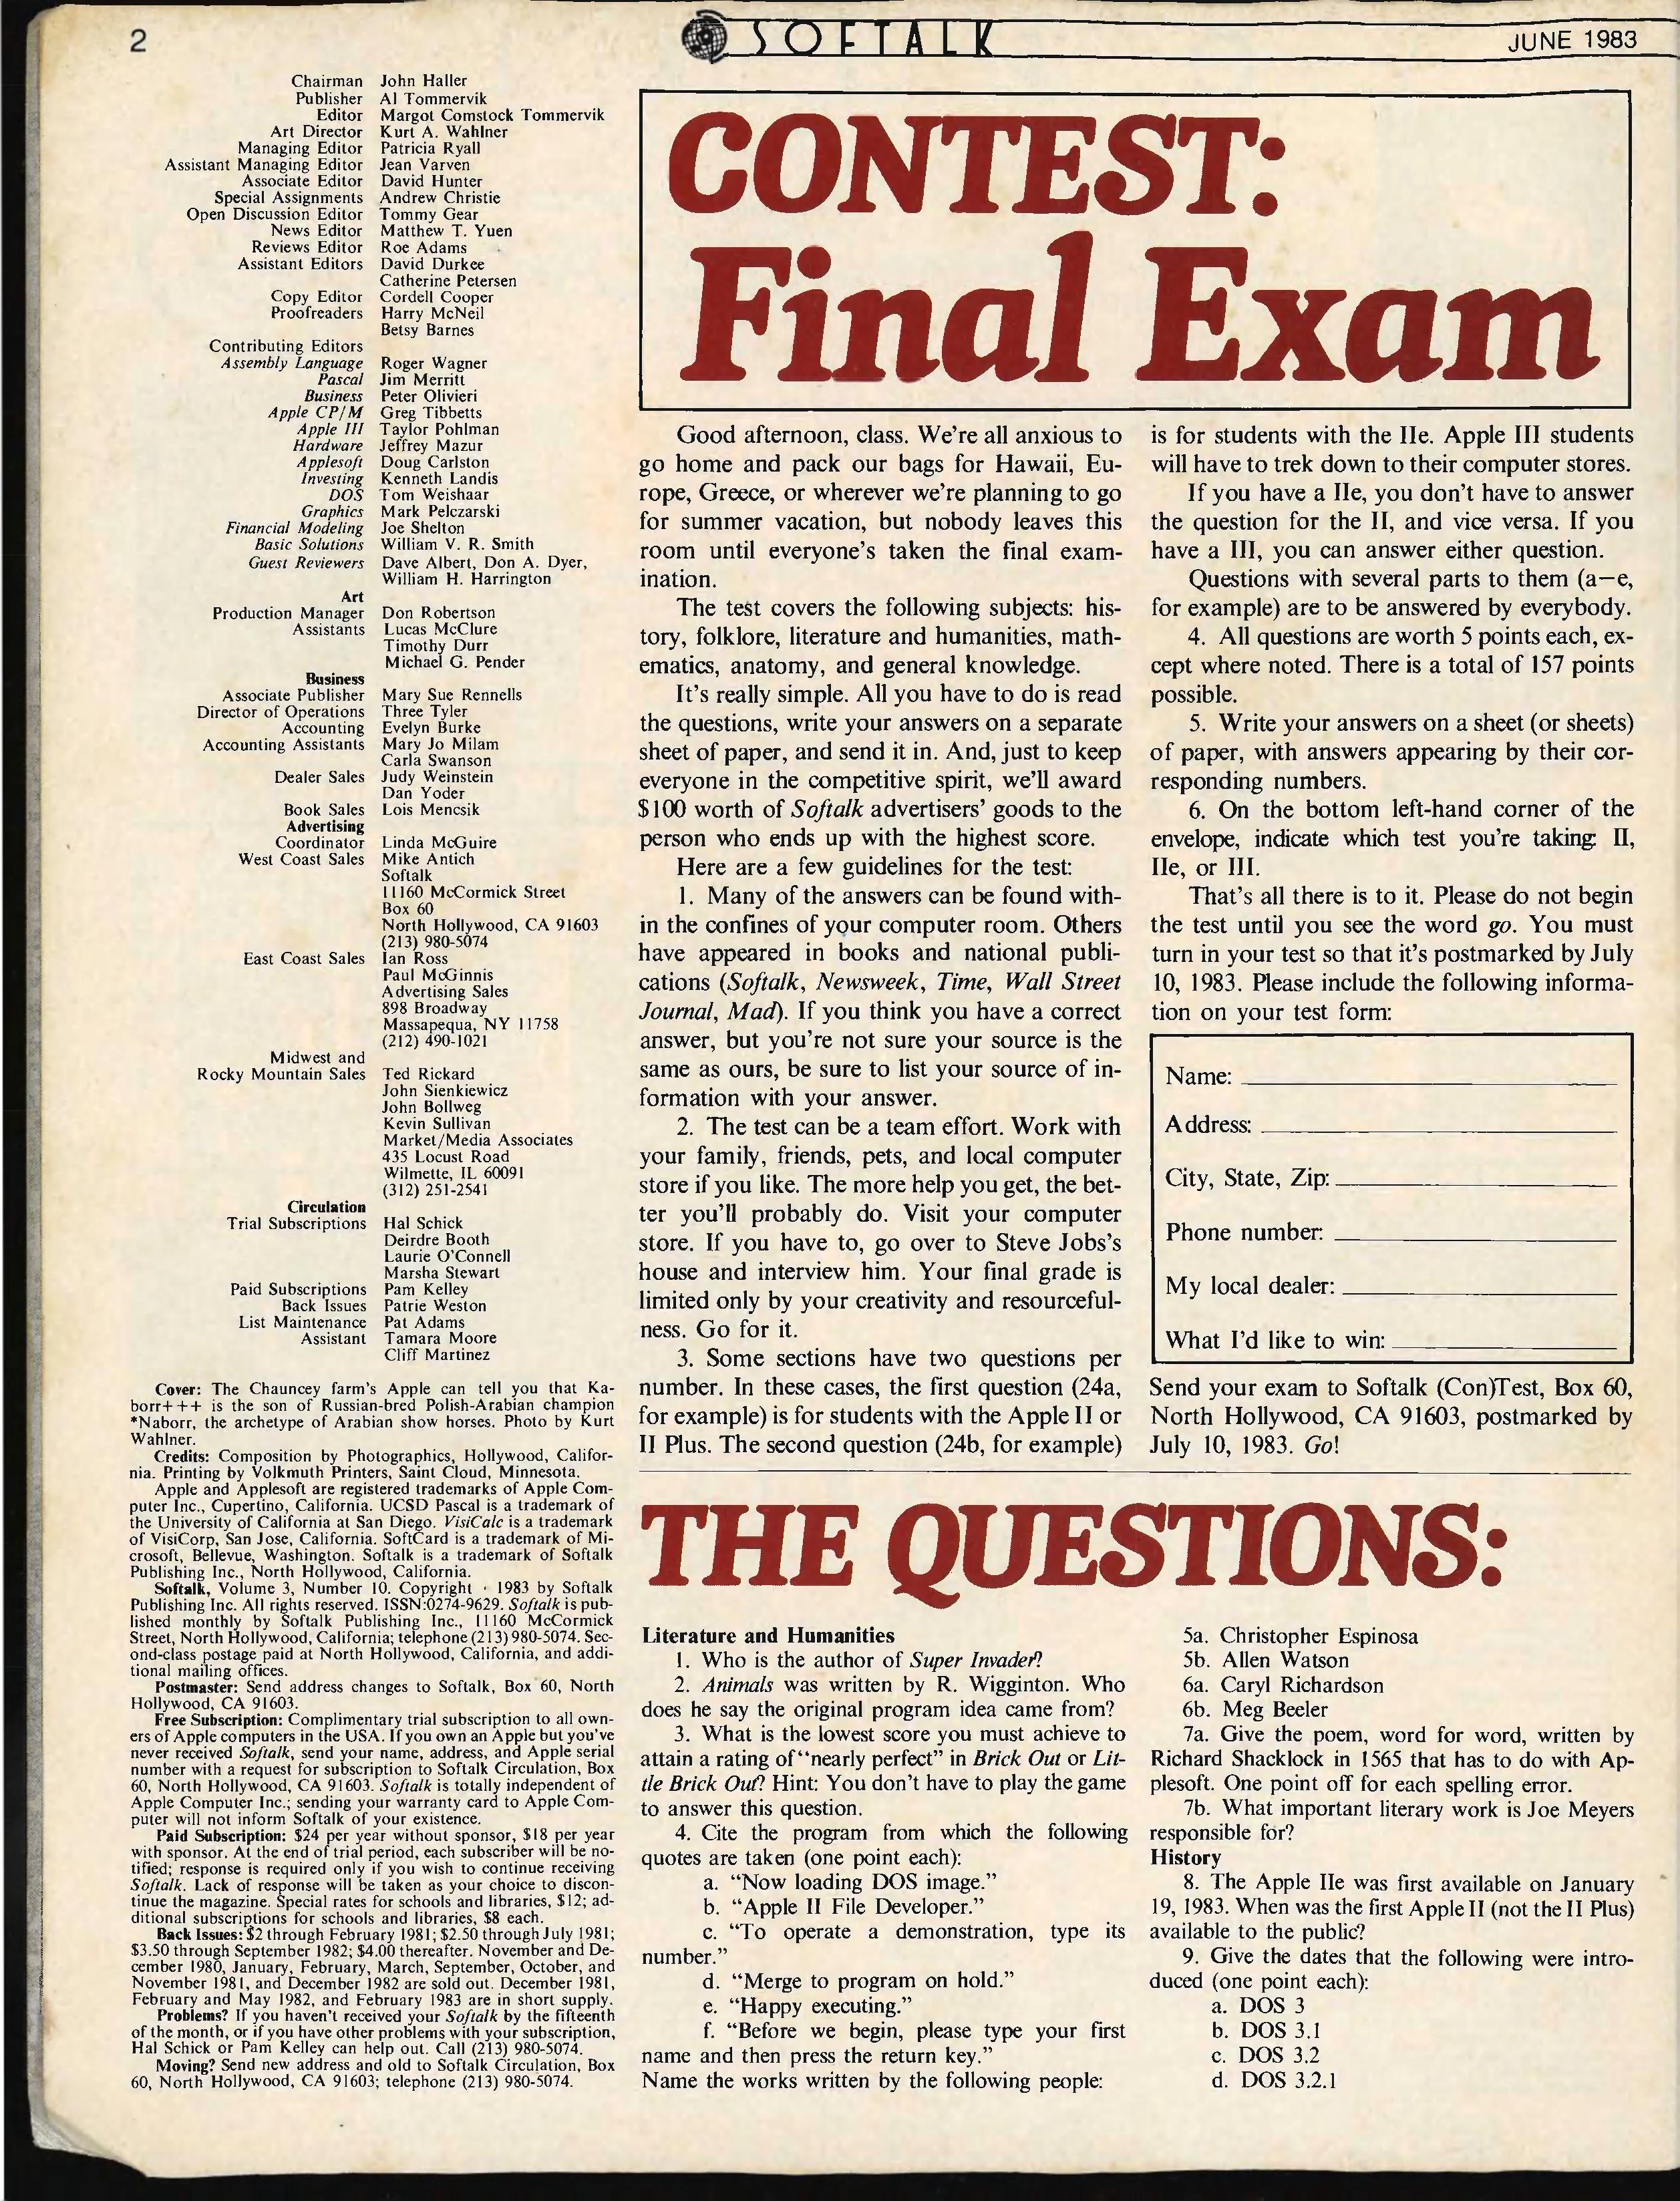 2
SOFTALK
JUNE 1983
Chairman John Haller
Publisher Al Tommervik
Editor Margot Comstock Tommervik
Art Director Kurt A. Wahlner
Managing Editor Patricia Ryall
Assistant Managing Editor Jean Varven
Associate Editor David Hunter
Special Assignments Andrew Christie
Open Discussion Editor Tommy Gear
News Editor Matthew T. Yuen
Reviews Editor Roe Adams
Assistant Editors David Durkee
Catherine Petersen
Copy Editor Cordell Cooper
Proofreaders Harry McNeil
Betsy Barnes
Contributing Editors
Assembly Language Roger Wagner
Pascal Jim Merritt
Business Peter Olivieri
Apple CP/M Greg Tibbetts
Apple III Taylor Pohlman
Hardware Jeffrey Mazur
Applesoft Doug Carlston
Investing Kenneth Landis
DOS Tom Weishaar
Graphics Mark Pelczarski
Financial Modeling Joe Shelton
Basic Solutions William V. R. Smith
Guest Reviewers Dave Albert, Don A. Dyer,
William H. Harrington
Art
Production Manager Don Robertson
Assistants Lucas McClure
Timothy Durr
Michael G. Pender
Business
Associate Publisher Mary Sue Rennells
Director of Operations Three Tyler
Accounting Evelyn Burke
Accounting Assistants Mary Jo Milam
Carla Swanson
Dealer Sales Judy Weinstein
Dan Yoder
Book Sales Lois Mencsik
Advertising
Coordinator Linda McGuire
West Coast Sales Mike Antich
Softalk
11160 McCormick Street
Box 60
North Hollywood, CA 91603
(213) 980-5074
East Coast Sales Ian Ross
Paul McGinnis
Advertising Sales
898 Broadway
Massapequa, NY 11758
(212) 490-1021
Midwest and
Rocky Mountain Sales Ted Rickard
John Sienkiewicz
John Bollweg
Kevin Sullivan
Market/Media Associates
435 Locust Road
Wilmette, IL 60091
(312) 251-2541
Circulation
Trial Subscriptions Hal Schick
Deirdre Booth
Laurie O'Connell
Marsha Stewart
Paid Subscriptions Pam Kelley
Back Issues Patrie Weston
List Maintenance Pat Adams
Assistant Tamara Moore
Cliff Martinez
Cover: The Chauncey farm's Apple can tell you that Ka-
borr+++ is the son of Russian-bred Polish-Arabian champion
*Naborr, the archetype of Arabian show horses. Photo by Kurt
Wahlner.
Credits: Composition by Photographics, Hollywood, Califor-
nia. Printing by Volkmuth Printers, Saint Cloud, Minnesota.
Apple and Applesoft are registered trademarks of Apple Com-
puter Inc., Cupertino, California. UCSD Pascal is a trademark of
the University of California at San Diego. VisiCalc is a trademark
of VisiCorp, San Jose, California. SoftCard is a trademark of Mi-
crosoft, Bellevue, Washington. Softalk is a trademark of Softalk
Publishing Inc., North Hollywood, California.
Softalk, Volume 3, Number 10. Copyright · 1983 by Softalk
Publishing Inc. All rights reserved. ISSN:0274-9629. Softalk is pub-
lished monthly by Softalk Publishing Inc., 11160 McCormick
Street, North Hollywood, California; telephone (213) 980-5074. Sec-
ond-class postage paid at North Hollywood, California, and addi-
tional mailing offices.
Postmaster: Send address changes to Softalk, Box 60, North
Hollywood, CA 91603.
Free Subscription: Complimentary trial subscription to all own-
ers of Apple computers in the USA. If you own an Apple but you've
never received Softalk, send your name, address, and Apple serial
number with a request for subscription to Softalk Circulation, Box
60, North Hollywood, CA 91603. Softalk is totally independent of
Apple Computer Inc.; sending your warranty card to Apple Com-
puter will not inform Softalk of your existence.
Paid Subscription: $24 per year without sponsor, $18 per year
with sponsor. At the end of trial period, each subscriber will be no-
tified; response is required only if you wish to continue receiving
Softalk. Lack of response will be taken as your choice to discon-
tinue the magazine. Special rates for schools and libraries, $12; ad-
ditional subscriptions for schools and libraries, $8 each.
Back Issues: $2 through February 1981; $2.50 through July 1981;
$3.50 through September 1982; $4.00 thereafter. November and De-
cember 1980, January, February, March, September, October, and
November 1981, and December 1982 are sold out. December 1981,
February and May 1982, and February 1983 are in short supply.
Problems? If you haven't received your Softalk by the fifteenth
of the month, or if you have other problems with your subscription,
Hal Schick or Pam Kelley can help out. Call (213) 980-5074.
Moving? Send new address and old to Softalk Circulation, Box
60, North Hollywood, CA 91603; telephone (213) 980-5074.
CONTEST:
Final Exam
Good afternoon, class. We're all anxious to
go home and pack our bags for Hawaii, Eu-
rope, Greece, or wherever we're planning to go
for summer vacation, but nobody leaves this
room until everyone's taken the final exam-
ination.
The test covers the following subjects: his-
tory, folklore, literature and humanities, math-
ematics, anatomy, and general knowledge.
It's really simple. All you have to do is read
the questions, write your answers on a separate
sheet of paper, and send it in. And, just to keep
everyone in the competitive spirit, we'll award
$100 worth of Softalk advertisers' goods to the
person who ends up with the highest score.
Here are a few guidelines for the test:
1. Many of the answers can be found with-
in the confines of your computer room. Others
have appeared in books and national publi-
cations (Softalk, Newsweek, Time, Wall Street
Journal, Mad). If you think you have a correct
answer, but you're not sure your source is the
same as ours, be sure to list your source of in-
formation with your answer.
2. The test can be a team effort. Work with
your family, friends, pets, and local computer
store if you like. The more help you get, the bet-
ter you'll probably do. Visit your computer
store. If you have to, go over to Steve Jobs's
house and interview him. Your final grade is
limited only by your creativity and resourceful-
ness. Go for it.
3. Some sections have two questions per
number. In these cases, the first question (24a,
for example) is for students with the Apple II or
II Plus. The second question (24b, for example)
is for students with the IIe. Apple III students
will have to trek down to their computer stores.
If you have a IIe, you don't have to answer
the question for the II, and vice versa. If you
have a III, you can answer either question.
Questions with several parts to them (a—e,
for example) are to be answered by everybody.
4. All questions are worth 5 points each, ex-
cept where noted. There is a total of 157 points
possible.
5. Write your answers on a sheet (or sheets)
of paper, with answers appearing by their cor-
responding numbers.
6. On the bottom left-hand corner of the
envelope, indicate which test you're taking: II,
IIe, or III.
That's all there is to it. Please do not begin
the test until you see the word go. You must
turn in your test so that it's postmarked by July
10, 1983. Please include the following informa-
tion on your test form:
Name:
Address:
City, State, Zip:
Phone number:
My local dealer:
What I'd like to win:
Send your exam to Softalk (Con)Test, Box 60,
North Hollywood, CA 91603, postmarked by
July 10, 1983. Go!
THE QUESTIONS:
Literature and Humanities
1. Who is the author of Super Invader?
2. Animals was written by R. Wigginton. Who
does he say the original program idea came from?
3. What is the lowest score you must achieve to
attain a rating of "nearly perfect" in Brick Out or Lit-
tle Brick Out? Hint: You don't have to play the game
to answer this question.
4. Cite the program from which the following
quotes are taken (one point each):
a. "Now loading DOS image."
b. "Apple II File Developer."
c. "To operate a demonstration, type its
number."
d. "Merge to program on hold."
e. "Happy executing."
f. "Before we begin, please type your first
name and then press the return key."
Name the works written by the following people:
5a. Christopher Espinosa
5b. Allen Watson
6a. Caryl Richardson
6b. Meg Beeler
7a. Give the poem, word for word, written by
Richard Shacklock in 1565 that has to do with Ap-
plesoft. One point off for each spelling error.
7b. What important literary work is Joe Meyers
responsible for?
History
8. The Apple IIe was first available on January
19, 1983. When was the first Apple II (not the II Plus)
available to the public?
9. Give the dates that the following were intro-
duced (one point each):
a. DOS 3
b. DOS 3.1
c. DOS 3.2
d. DOS 3.2.1